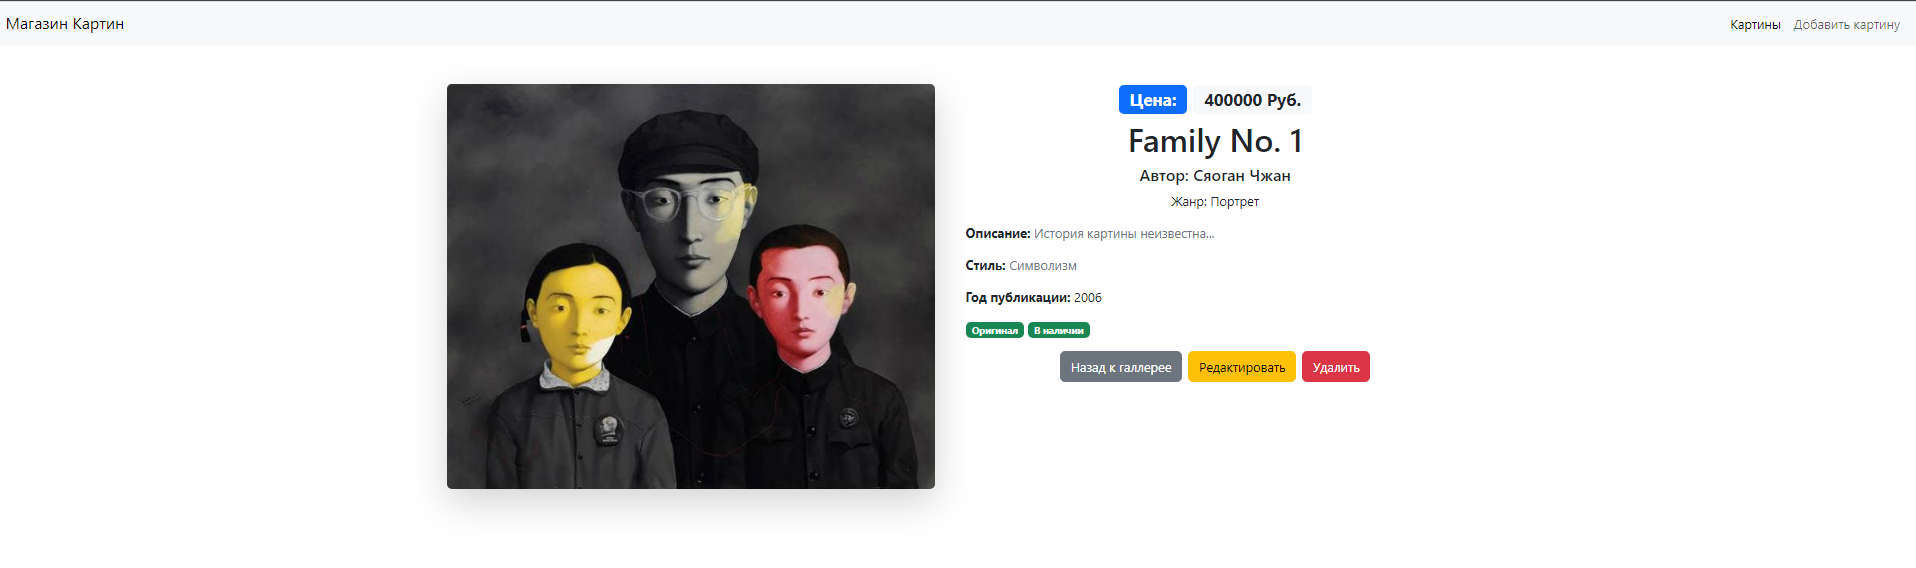 Магазин Картин
Картины Добавить картину
Цена: 400000 Руб.
Family No. 1
Автор: Сяоган Чжан
Жанр: Портрет
Описание: История картины неизвестна...
Стиль: Символизм
Год публикации: 2006
Оригинал В наличии
Назад к галлерее Редактировать Удалить